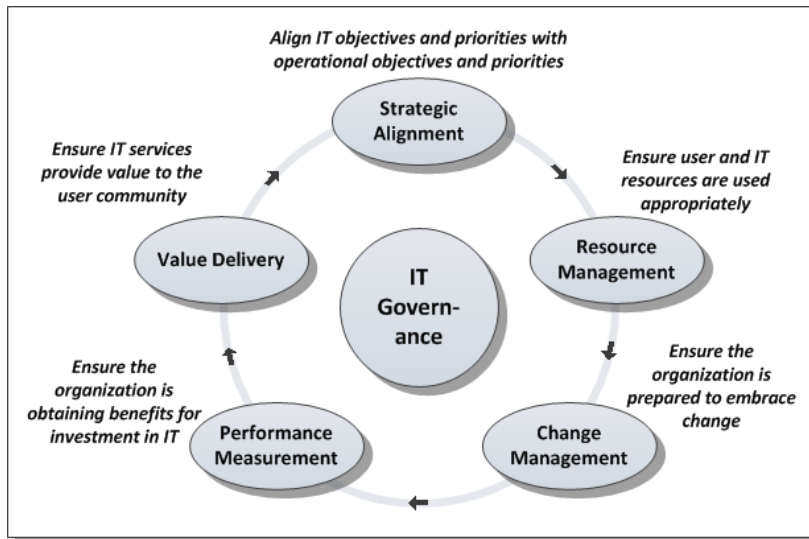 Align IT objectives and priorities with
operational objectives and priorities
Strategic
Alignment
Ensure user and IT
resources are used
appropriately
Resource
Management
Ensure the
organization is
prepared to embrace
change
Change
Management
Performance
Measurement
Ensure the
organization is
obtaining benefits for
investment in IT
Value Delivery
Ensure IT services
provide value to the
user community
IT
Govern-
ance